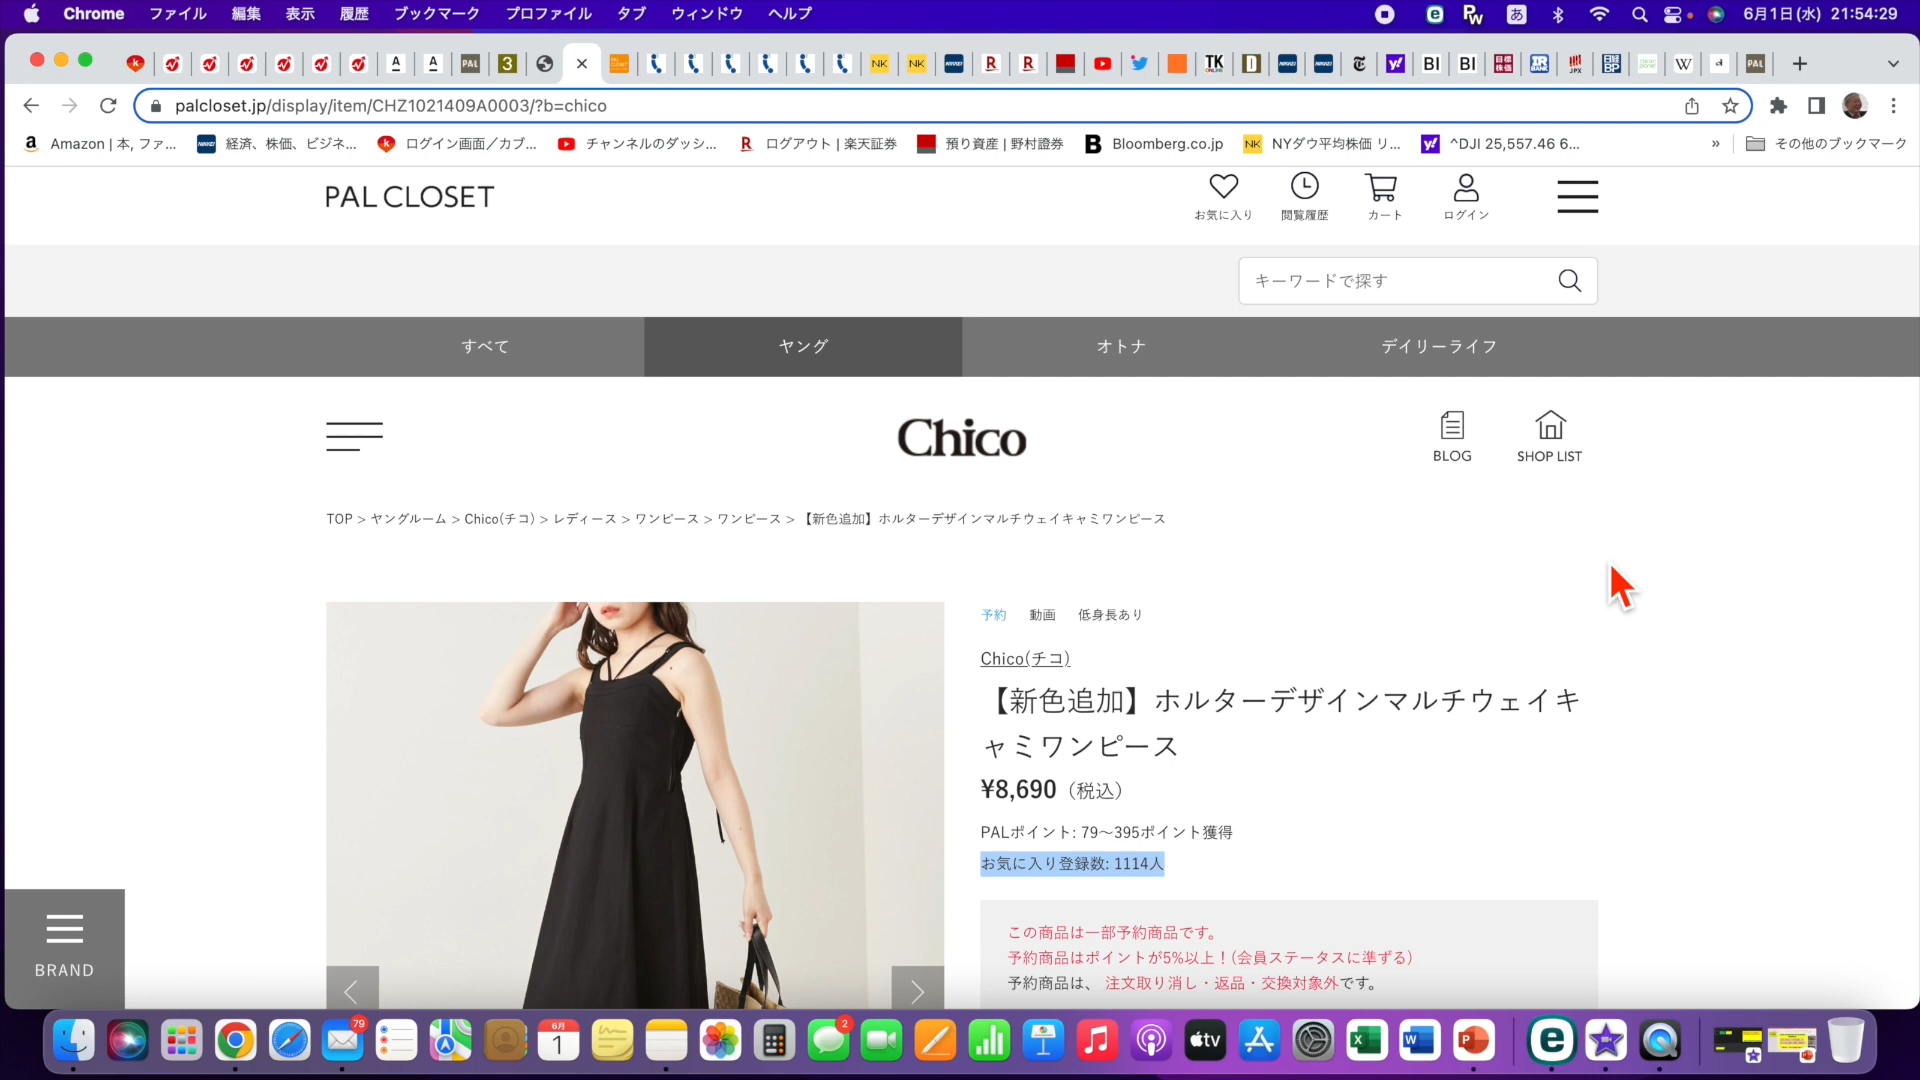 Chrome ファイル 編集 表示 履歴 ブックマーク プロファイル タブ ウィンドウ ヘルプ
あ
6月1日(水) 21:54:29
PAL 3 NK NK R R TK BI BI W PAL
palcloset.jp/display/item/CHZ1021409A0003/?b=chico
Amazon | 本, ファ...
経済、株価、ビジネ...
ログイン画面／カブ...
チャンネルのダッシ...
R ログアウト | 楽天証券
預り資産 | 野村證券
B Bloomberg.co.jp
NK NYダウ平均株価 リ...
^DJI 25,557.46 6...
»
その他のブックマーク
PAL CLOSET
お気に入り
閲覧履歴
カート
ログイン
キーワードで探す
すべて
ヤング
オトナ
デイリーライフ
Chico
BLOG
SHOP LIST
TOP > ヤングルーム > Chico(チコ) > レディース > ワンピース > ワンピース > 【新色追加】ホルターデザインマルチウェイキャミワンピース
予約 動画 低身長あり
Chico(チコ)
【新色追加】ホルターデザインマルチウェイキ
ャミワンピース
¥8,690（税込）
PALポイント: 79〜395ポイント獲得
お気に入り登録数: 1114人
この商品は一部予約商品です。
予約商品はポイントが5%以上！(会員ステータスに準ずる)
予約商品は、 注文取り消し・返品・交換対象外です。
BRAND
79
6月
1
2
tv